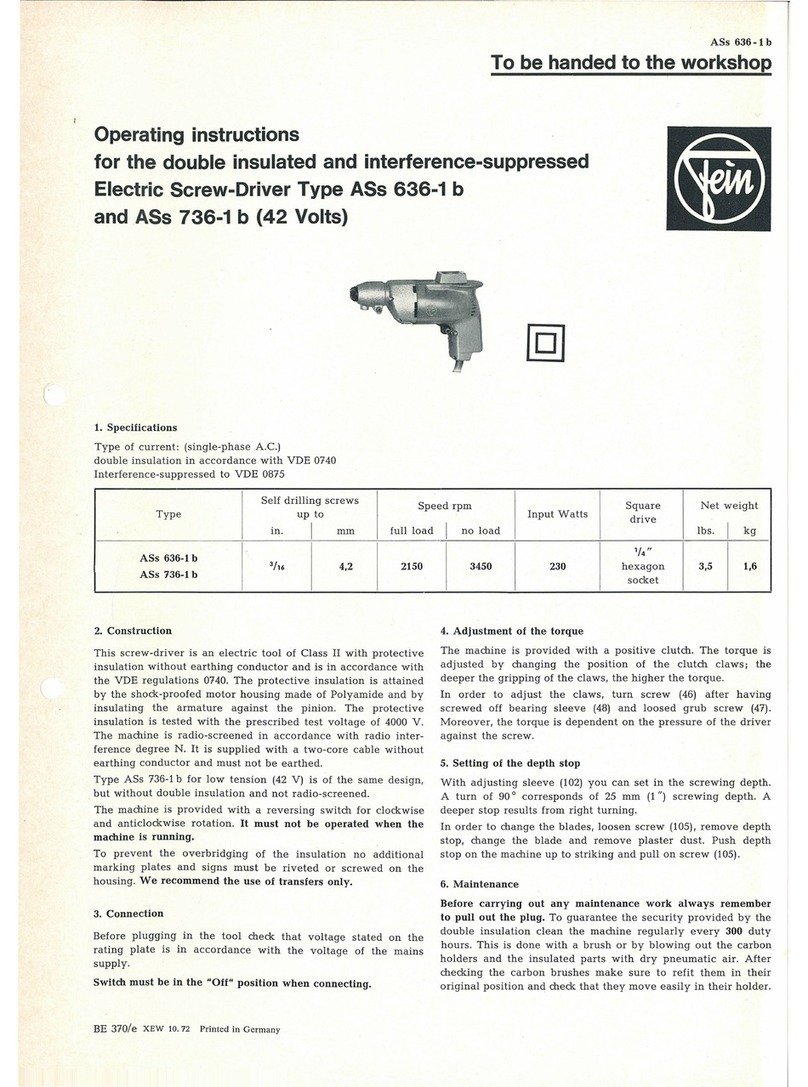 ASs 636-1 b
To be handed to the workshop
Operating instructions
for the double insulated and interference-suppressed
Electric Screw-Driver Type ASs 636-1 b
and ASs 736-1 b (42 Volts)
Fein
1. Specifications
Type of current: (single-phase A.C.)
double insulation in accordance with VDE 0740
Interference-suppressed to VDE 0875
Type
Self drilling screws
up to
in. mm
Speed rpm
full load no load
Input Watts
Square
drive
Net weight
lbs. kg
ASs 636-1 b
ASs 736-1 b
3/16 4,2 2150 3450 230
1/4"
hexagon
socket
3,5 1,6
2. Construction
This screw-driver is an electric tool of Class II with protective
insulation without earthing conductor and is in accordance with
the VDE regulations 0740. The protective insulation is attained
by the shock-proofed motor housing made of Polyamide and by
insulating the armature against the pinion. The protective
insulation is tested with the prescribed test voltage of 4000 V.
The machine is radio-screened in accordance with radio inter-
ference degree N. It is supplied with a two-core cable without
earthing conductor and must not be earthed.
Type ASs 736-1 b for low tension (42 V) is of the same design,
but without double insulation and not radio-screened.
The machine is provided with a reversing switch for clockwise
and anticlockwise rotation. It must not be operated when the
machine is running.
To prevent the overbridging of the insulation no additional
marking plates and signs must be riveted or screwed on the
housing. We recommend the use of transfers only.
3. Connection
Before plugging in the tool check that voltage stated on the
rating plate is in accordance with the voltage of the mains
supply.
Switch must be in the "Off" position when connecting.
4. Adjustment of the torque
The machine is provided with a positive clutch. The torque is
adjusted by changing the position of the clutch claws; the
deeper the gripping of the claws, the higher the torque.
In order to adjust the claws, turn screw (46) after having
screwed off bearing sleeve (48) and loosed grub screw (47).
Moreover, the torque is dependent on the pressure of the driver
against the screw.
5. Setting of the depth stop
With adjusting sleeve (102) you can set in the screwing depth.
A turn of 90° corresponds of 25 mm (1″) screwing depth. A
deeper stop results from right turning.
In order to change the blades, loosen screw (105), remove depth
stop, change the blade and remove plaster dust. Push depth
stop on the machine up to striking and pull on screw (105).
6. Maintenance
Before carrying out any maintenance work always remember
to pull out the plug. To guarantee the security provided by the
double insulation clean the machine regularly every 300 duty
hours. This is done with a brush or by blowing out the carbon
holders and the insulated parts with dry pneumatic air. After
checking the carbon brushes make sure to refit them in their
original position and check that they move easily in their holder.
BE 370/e XEW 10. 72 Printed in Germany